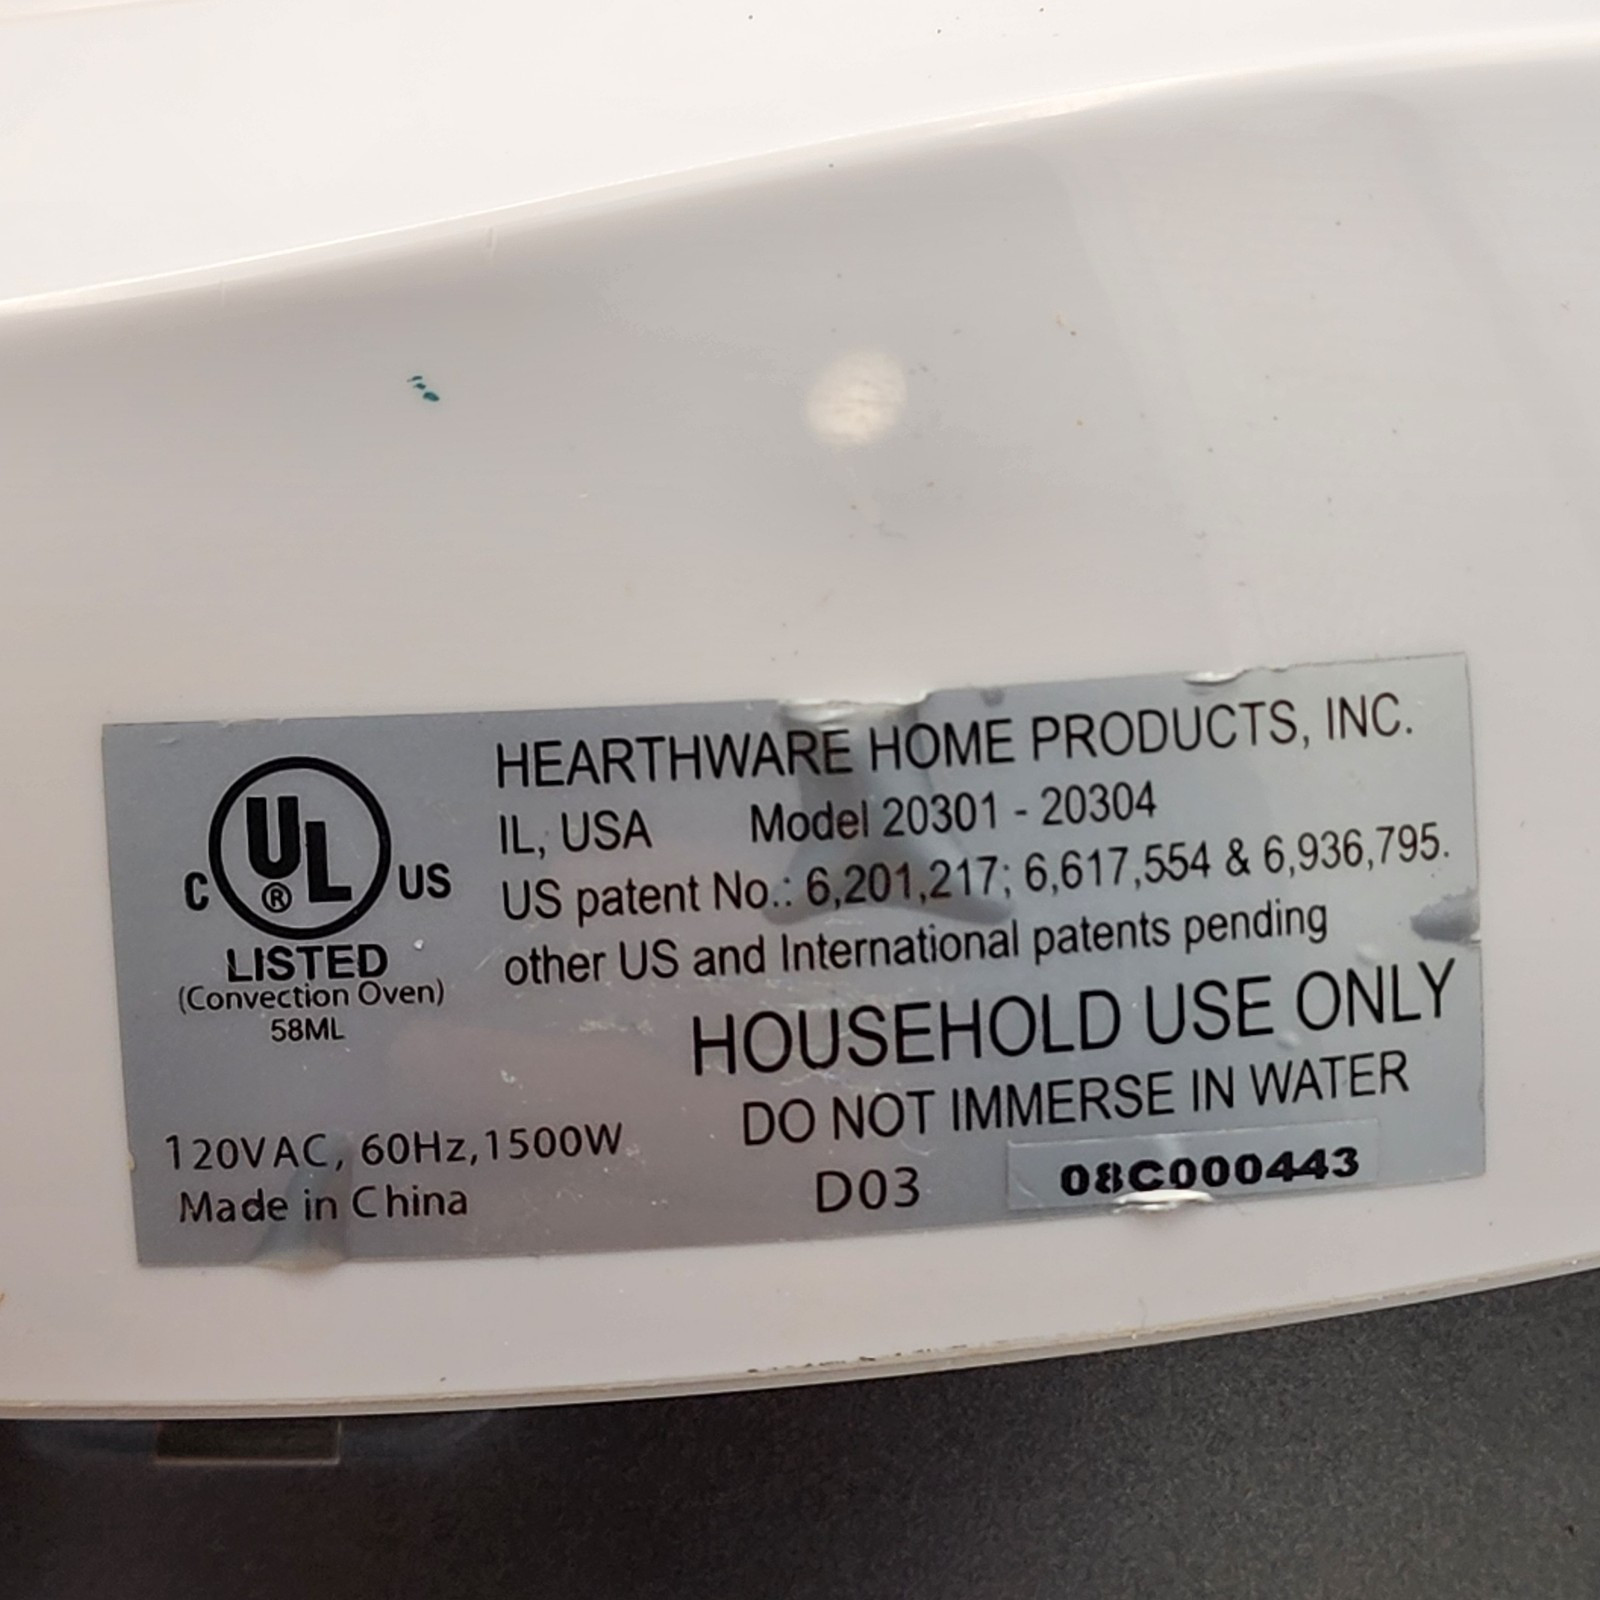 C UL ® US
LISTED
(Convection Oven)
58ML
HEARTHWARE HOME PRODUCTS, INC.
IL, USA Model 20301 - 20304
US patent No.: 6,201,217; 6,617,554 & 6,936,795.
other US and International patents pending
HOUSEHOLD USE ONLY
DO NOT IMMERSE IN WATER
120VAC, 60Hz,1500W
Made in China
D03 08C000443